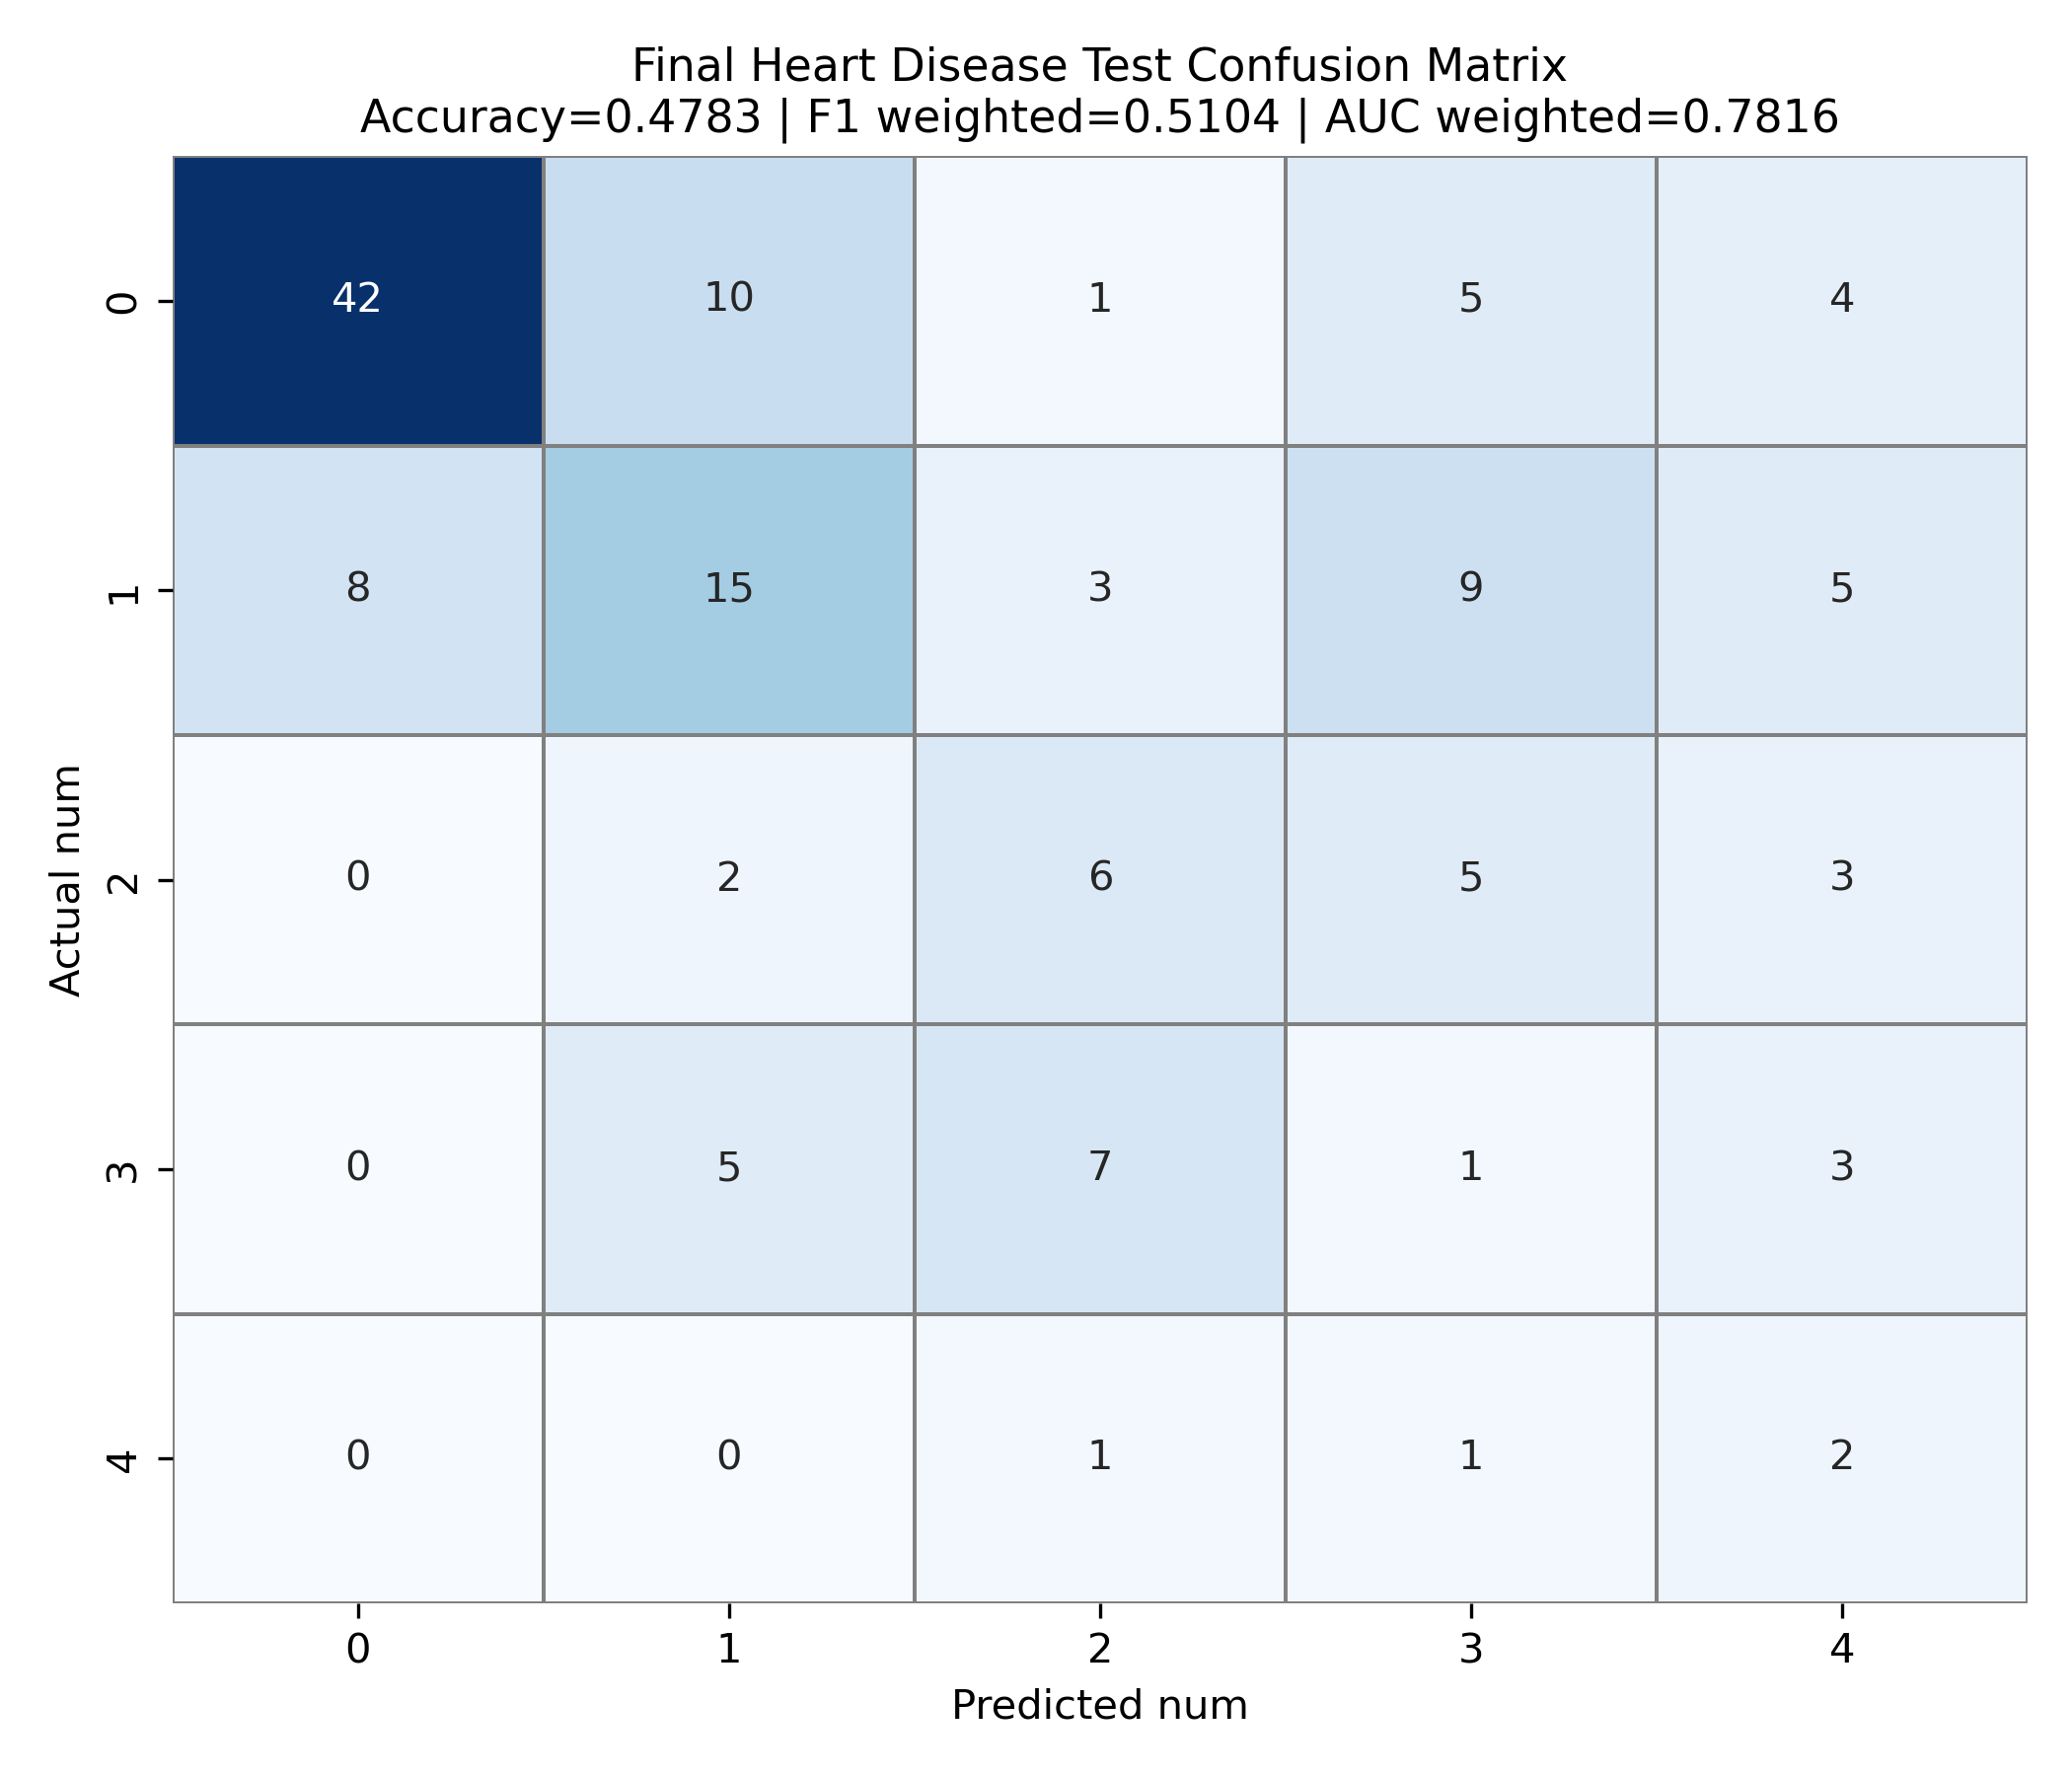 Final Heart Disease Test Confusion Matrix
Accuracy=0.4783 | F1 weighted=0.5104 | AUC weighted=0.7816
0 42 10 1 5 4
1 8 15 3 9 5
2 0 2 6 5 3
3 0 5 7 1 3
4 0 0 1 1 2
Actual num
0 1 2 3 4
Predicted num